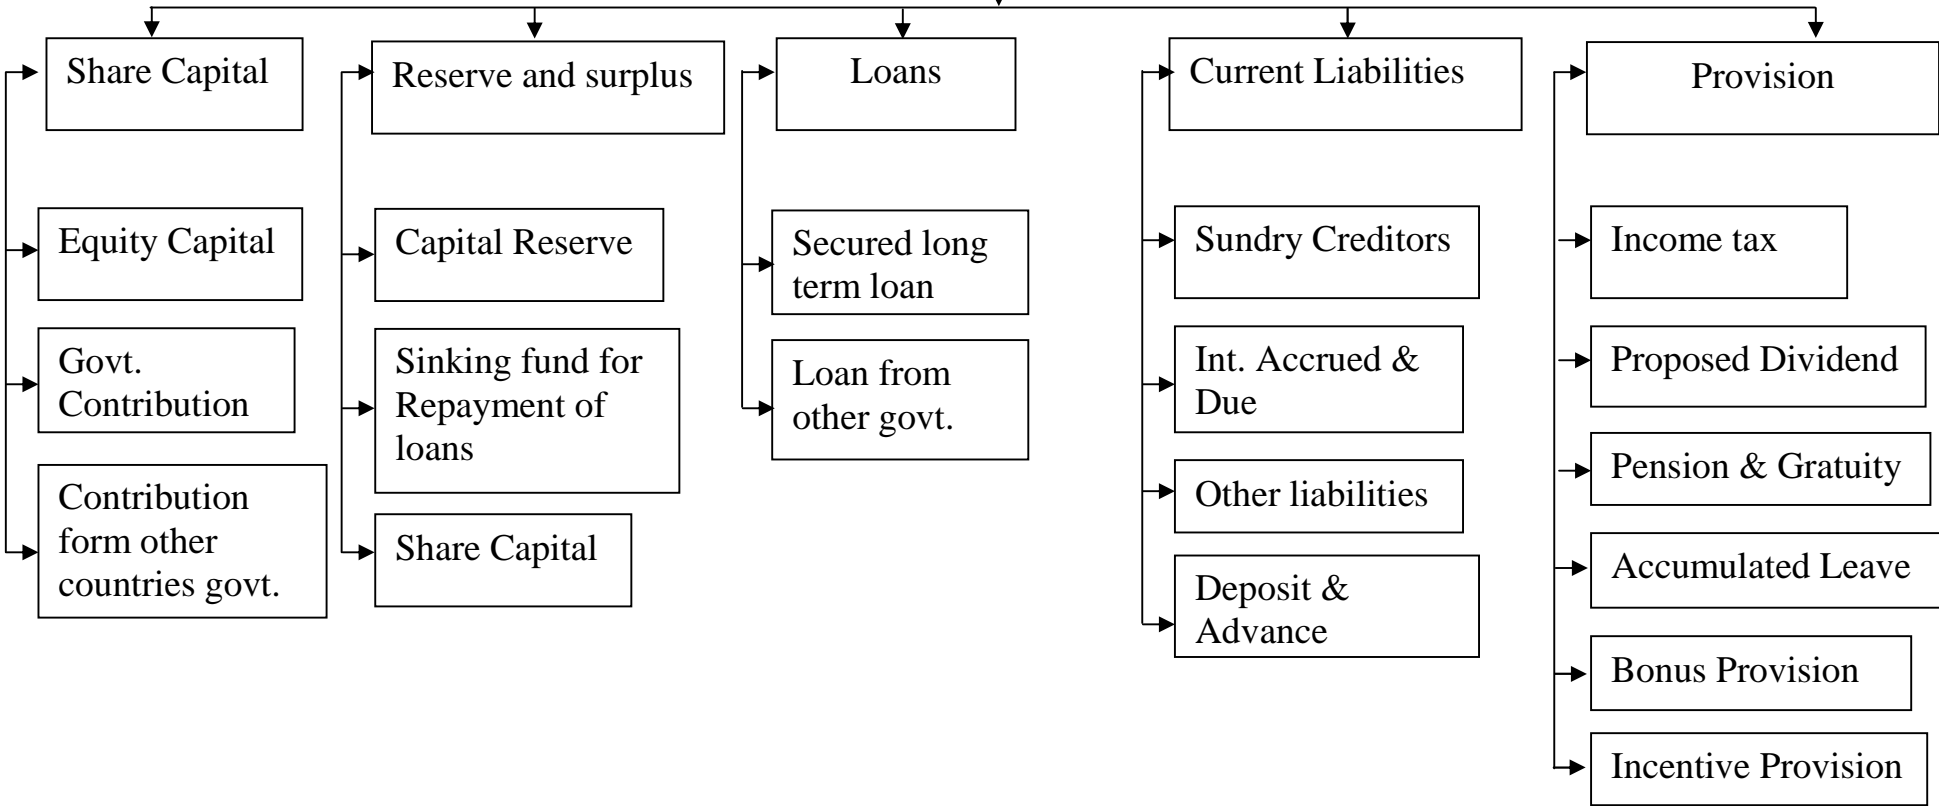 Share Capital
Equity Capital
Govt.
Contribution
Contribution
form other
countries govt.
Reserve and surplus
Capital Reserve
Sinking fund for
Repayment of
loans
Share Capital
Loans
Secured long
term loan
Loan from
other govt.
Current Liabilities
Sundry Creditors
Int. Accrued &
Due
Other liabilities
Deposit &
Advance
Provision
Income tax
Proposed Dividend
Pension & Gratuity
Accumulated Leave
Bonus Provision
Incentive Provision